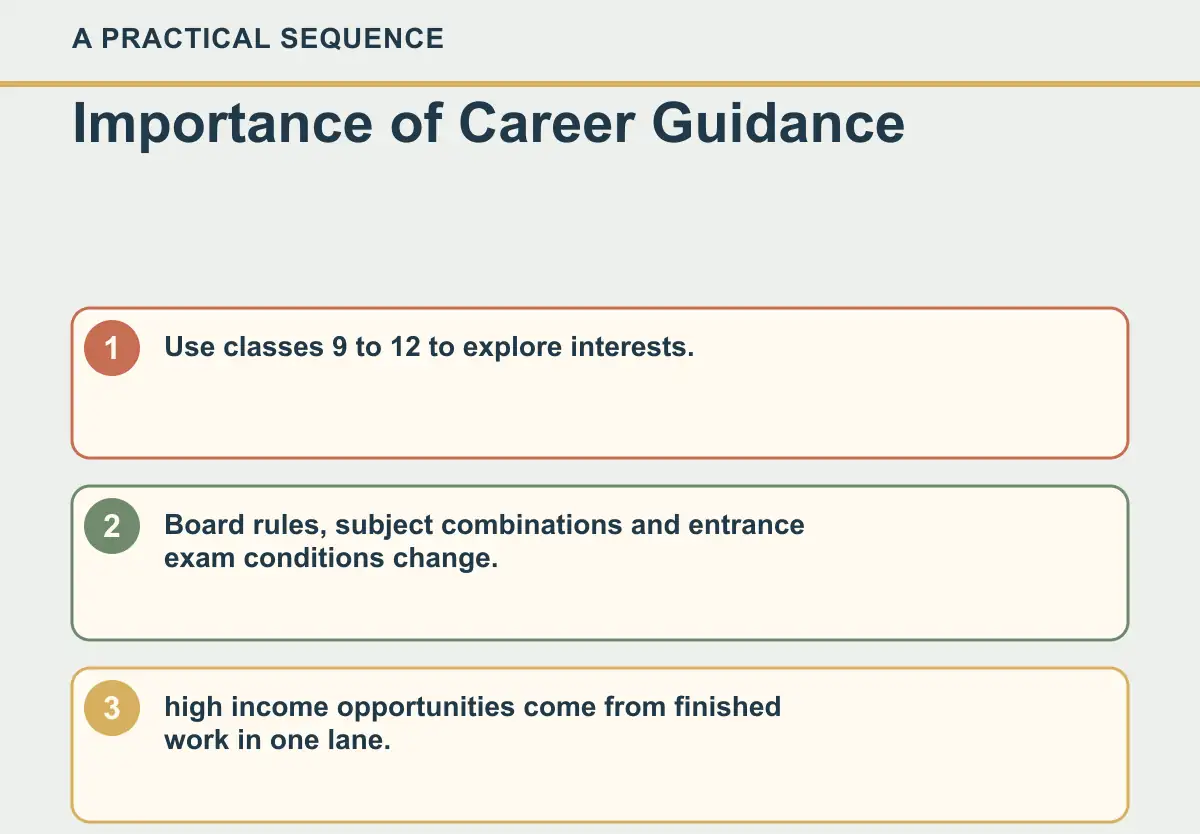 A PRACTICAL SEQUENCE
Importance of Career Guidance
1
Use classes 9 to 12 to explore interests.
2
Board rules, subject combinations and entrance
exam conditions change.
3
high income opportunities come from finished
work in one lane.